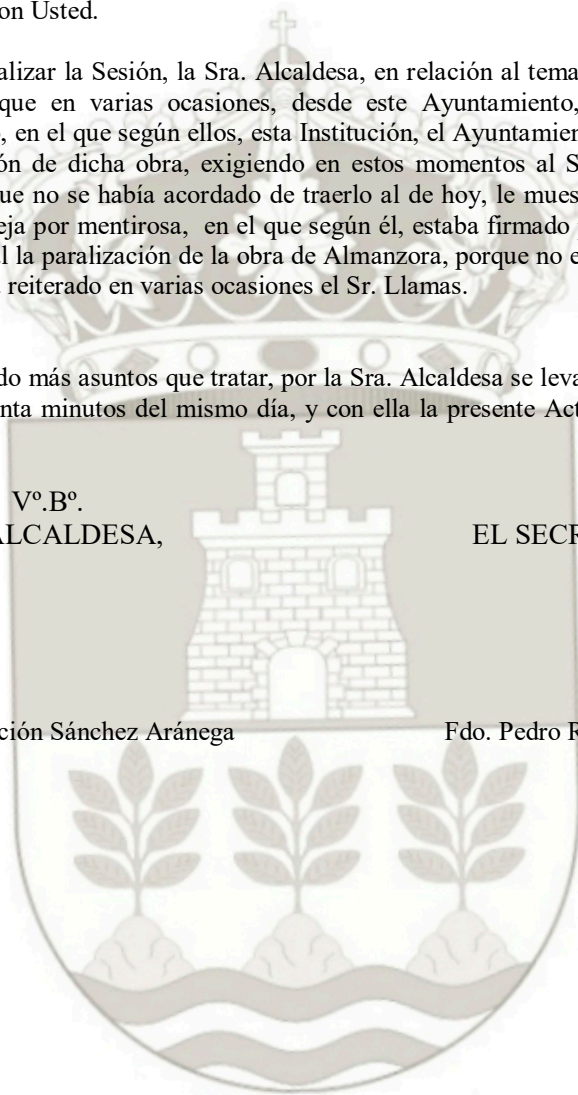 on Usted.
alizar la Sesión, la Sra. Alcaldesa, en relación al tema
que en varias ocasiones, desde este Ayuntamiento,
, en el que según ellos, esta Institución, el Ayuntamien
ón de dicha obra, exigiendo en estos momentos al S
ue no se había acordado de traerlo al de hoy, le mues
eja por mentirosa, en el que según él, estaba firmado
l la paralización de la obra de Almanzora, porque no e
reiterado en varias ocasiones el Sr. Llamas.
do más asuntos que tratar, por la Sra. Alcaldesa se leva
nta minutos del mismo día, y con ella la presente Act
Vº.Bº.
ALCALDESA, EL SECR
ción Sánchez Aránega Fdo. Pedro R